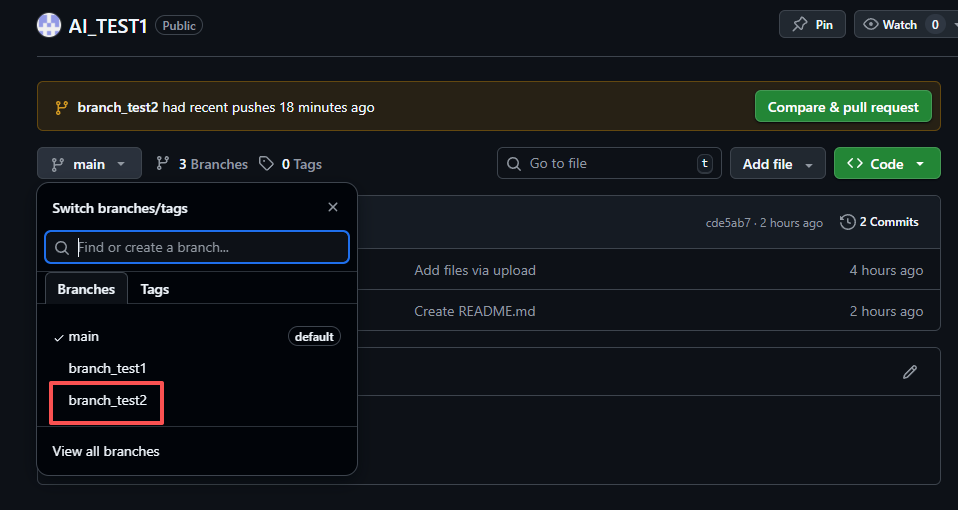 AI_TEST1 Public Pin Watch 0
branch_test2 had recent pushes 18 minutes ago Compare & pull request
main 3 Branches 0 Tags Go to file t Add file Code
Switch branches/tags
cde5ab7 · 2 hours ago 2 Commits
Find or create a branch...
Add files via upload 4 hours ago
Branches Tags
Create README.md 2 hours ago
main default
branch_test1
branch_test2
View all branches